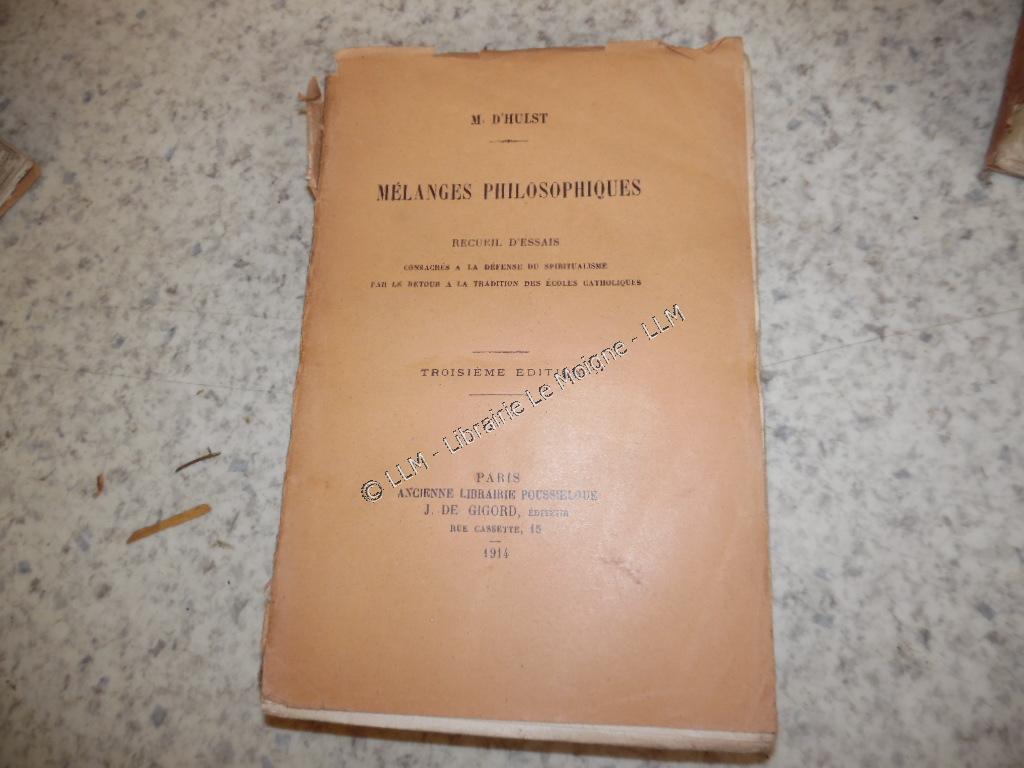 M. D'HULST
MÉLANGES PHILOSOPHIQUES
RECUEIL D'ESSAIS
CONSACRÉS A LA DÉFENSE DU SPIRITUALISME
PAR LE RETOUR A LA TRADITION DES ÉCOLES CATHOLIQUES
TROISIÈME
PARIS
ANCIENNE LIBRAIRIE POUSSIELGUE
J. DE GIGORD, ÉDITEUR
RUE CASSETTE, 15
1914
© LLM - Librairie Le Moigne - LLM